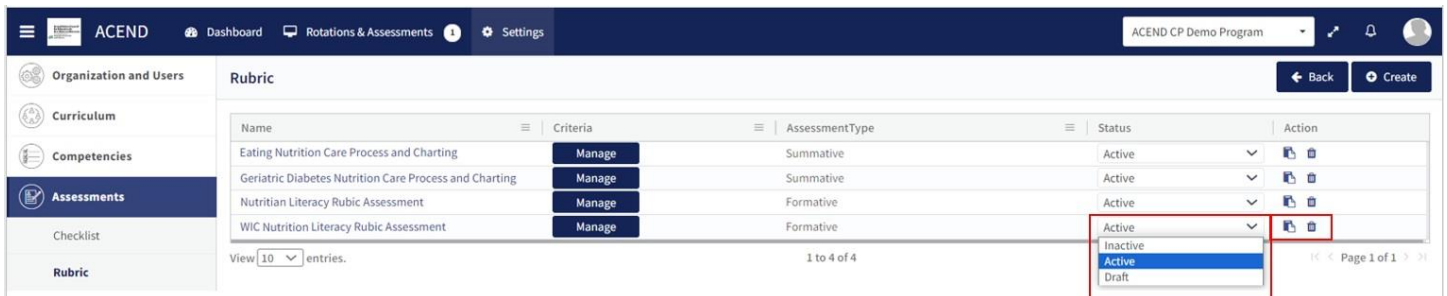 ACEND Dashboard Rotations & Assessments 1 Settings ACEND CP Demo Program
Organization and Users
Rubric Back Create
Curriculum
Name Criteria AssessmentType Status Action
Eating Nutrition Care Process and Charting Manage Summative Active
Competencies
Geriatric Diabetes Nutrition Care Process and Charting Manage Summative Active
Assessments
Nutritian Literacy Rubic Assessment Manage Formative Active
WIC Nutrition Literacy Rubic Assessment Manage Formative Active
Checklist
Inactive
View 10 entries. 1 to 4 of 4 Active Page 1 of 1
Rubric
Draft